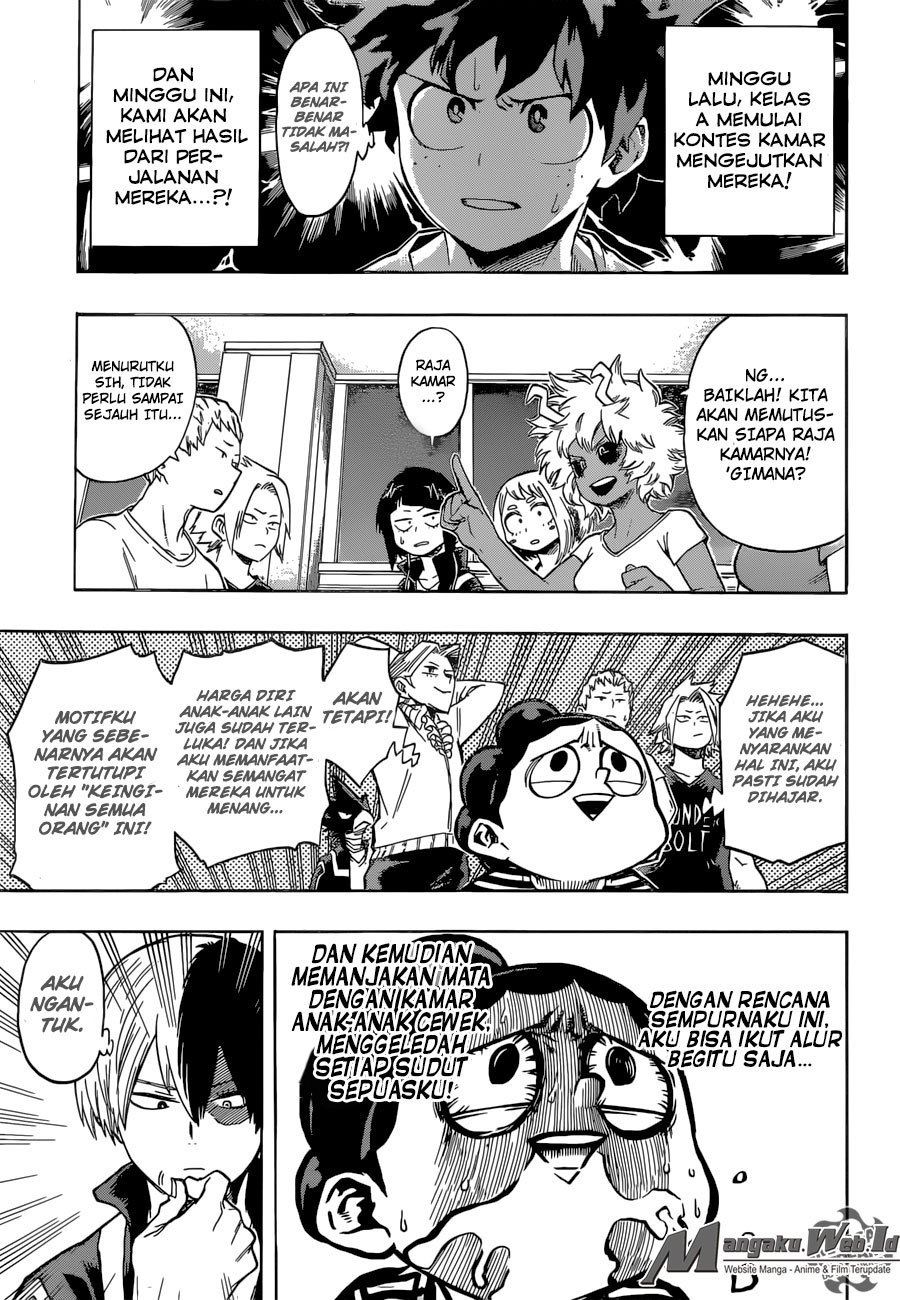 MINGGU
LALU, KELAS
A MEMULAI
KONTES KAMAR
MENGEJUTKAN
MEREKA!
APA INI
BENAR-
BENAR
TIDAK MA-
SALAH?!
DAN
MINGGU INI,
KAMI AKAN
MELIHAT HASIL
DARI PER-
JALANAN
MEREKA...?!
NG...
BAIKLAH! KITA
AKAN MEMUTUS-
KAN SIAPA RAJA
KAMARNYA!
'GIMANA?
RAJA
KAMAR
...?
MENURUTKU
SIH, TIDAK
PERLU SAMPAI
SEJAUH ITU...
HEHEHE...
JIKA AKU
YANG ME-
NYARANKAN
HAL INI, AKU
PASTI SUDAH
DIHAJAR.
UNDE
BOLT
AKAN
TETAPI!
HARGA DIRI
ANAK-ANAK LAIN
JUGA SUDAH TER-
LUKA! DAN JIKA
AKU MEMANFAAT-
KAN SEMANGAT
MEREKA UNTUK
MENANG...
MOTIFKU
YANG SEBE-
NARNYA AKAN
TERTUTUPI
OLEH "KEINGI-
NAN SEMUA
ORANG" INI!
DENGAN RENCANA
SEMPURNAKU INI,
AKU BISA IKUT ALUR
BEGITU SAJA...
DAN KEMUDIAN
MEMANJAKAN MATA
DENGANIKAMAR
ANAK-ANAK CEWEK,
MENGGELEDAH
SETIAP SUDUT
SEPUASKU!
AKU
NGAN-
TUK.
Mangaku.Web.Id
Website Manga - Anime & Film Terupdate